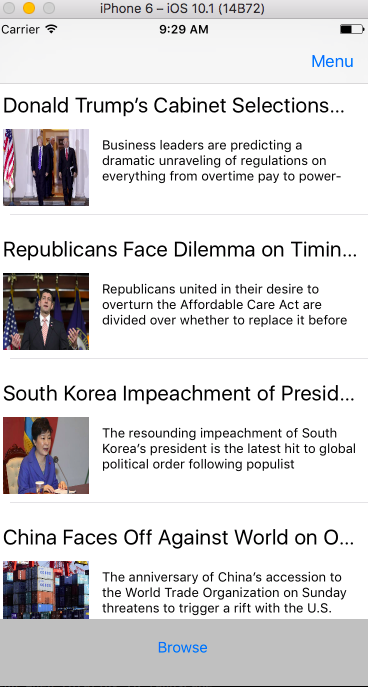 iPhone 6 – iOS 10.1 (14B72)
Carrier 9:29 AM
Menu
Donald Trump’s Cabinet Selections...
Business leaders are predicting a
dramatic unraveling of regulations on
everything from overtime pay to power-
Republicans Face Dilemma on Timin...
Republicans united in their desire to
overturn the Affordable Care Act are
divided over whether to replace it before
South Korea Impeachment of Presid...
The resounding impeachment of South
Korea’s president is the latest hit to global
political order following populist
China Faces Off Against World on O...
The anniversary of China’s accession to
the World Trade Organization on Sunday
threatens to trigger a rift with the U.S.
Browse